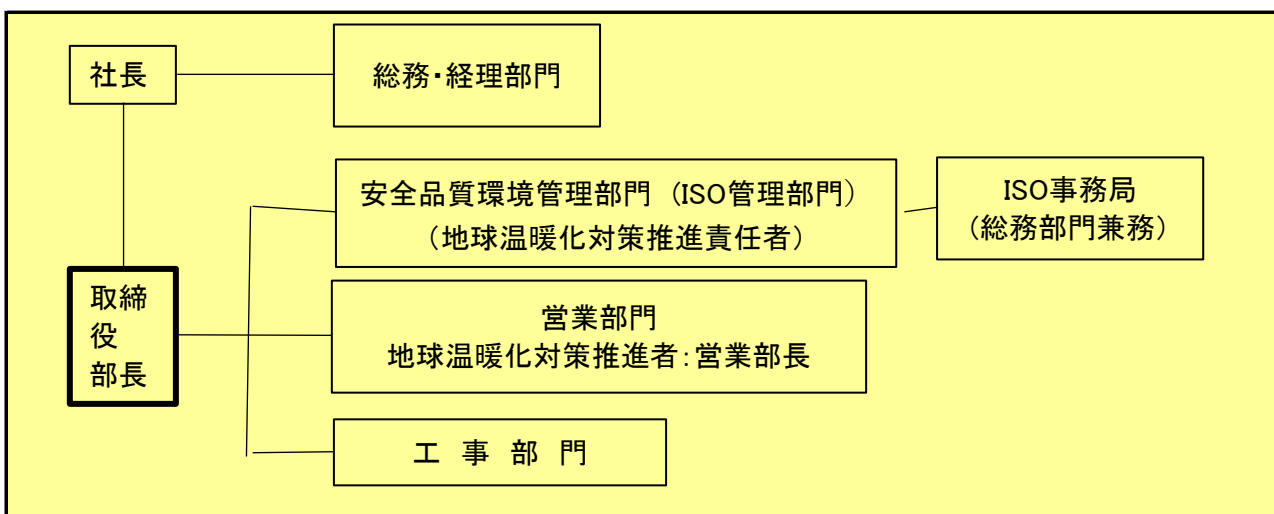 社長
総務・経理部門
安全品質環境管理部門 （ISO管理部門）
（地球温暖化対策推進責任者）
ISO事務局
（総務部門兼務）
取締
役
部長
営業部門
地球温暖化対策推進者：営業部長
工 事 部 門